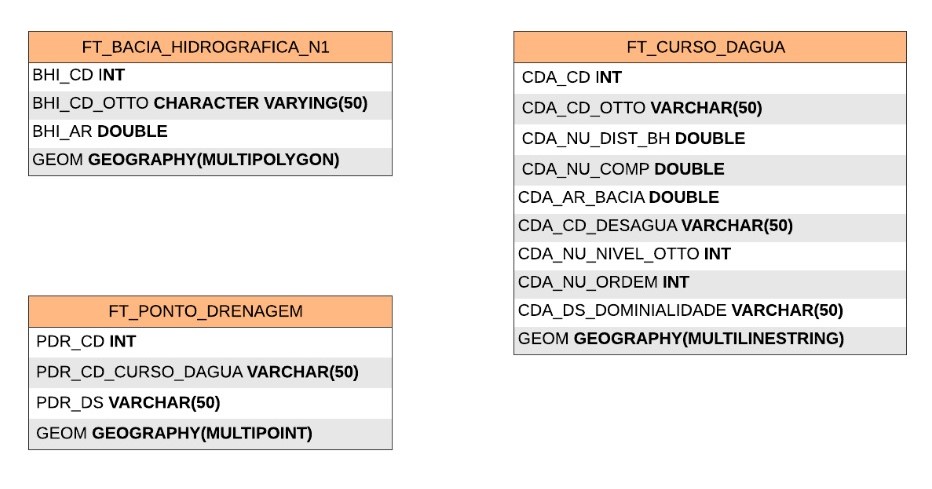 FT_BACIA_HIDROGRAFICA_N1
BHI_CD INT
BHI_CD_OTTO CHARACTER VARYING(50)
BHI_AR DOUBLE
GEOM GEOGRAPHY(MULTIPOLYGON)
FT_PONTO_DRENAGEM
PDR_CD INT
PDR_CD_CURSO_DAGUA VARCHAR(50)
PDR_DS VARCHAR(50)
GEOM GEOGRAPHY(MULTIPOINT)
FT_CURSO_DAGUA
CDA_CD INT
CDA_CD_OTTO VARCHAR(50)
CDA_NU_DIST_BH DOUBLE
CDA_NU_COMP DOUBLE
CDA_AR_BACIA DOUBLE
CDA_CD_DESAGUA VARCHAR(50)
CDA_NU_NIVEL_OTTO INT
CDA_NU_ORDEM INT
CDA_DS_DOMINIALIDADE VARCHAR(50)
GEOM GEOGRAPHY(MULTILINESTRING)